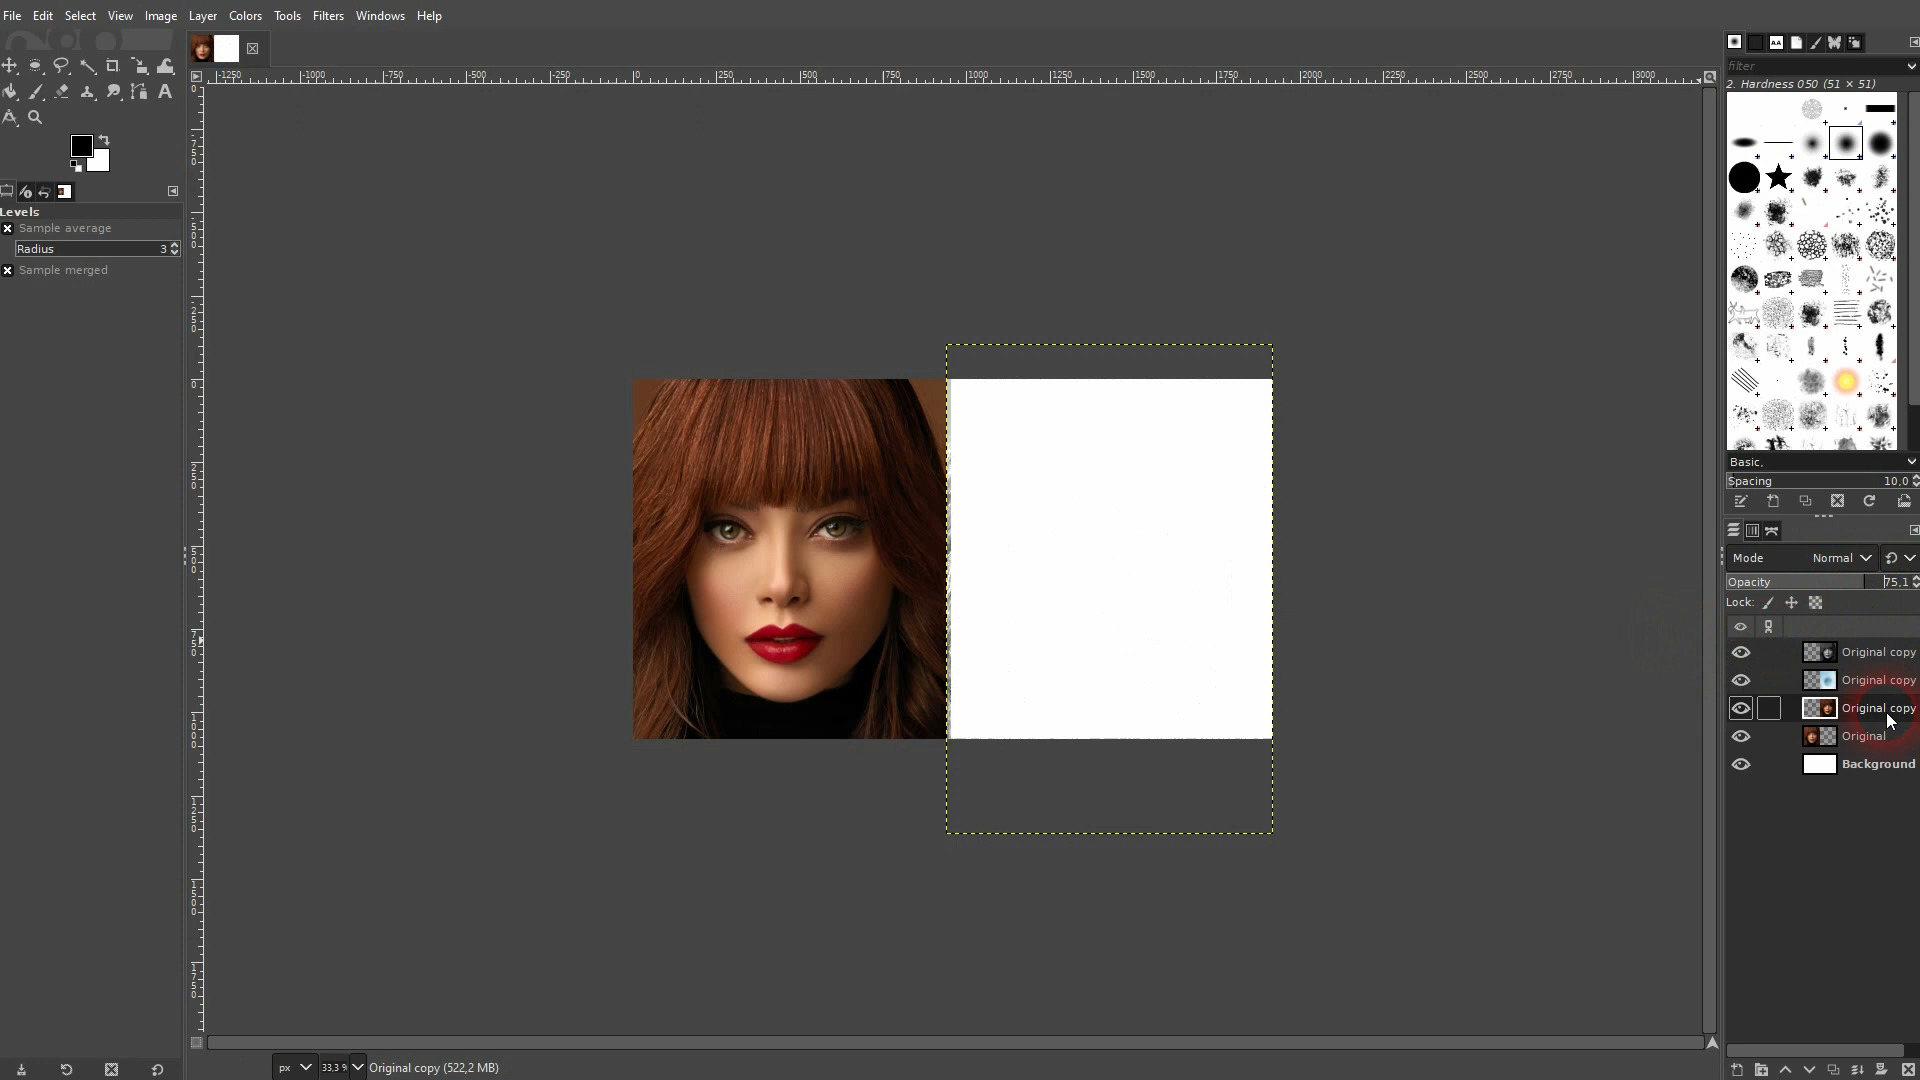 File Edit Select View Image Layer Colors Tools Filters Windows Help
-1250 -1000 -750 -500 -250 0 250 500 750 1000 1250 1500 1750 2000 2250 2500 2750 3000
filter
2. Hardness 050 (51 × 51)
Levels
Sample average
Radius 3
Sample merged
Basic,
Spacing 10,0
Mode Normal
Opacity 75,1
Lock:
Original copy
Original copy
Original copy
Original
Background
px 33,3 % Original copy (522,2 MB)